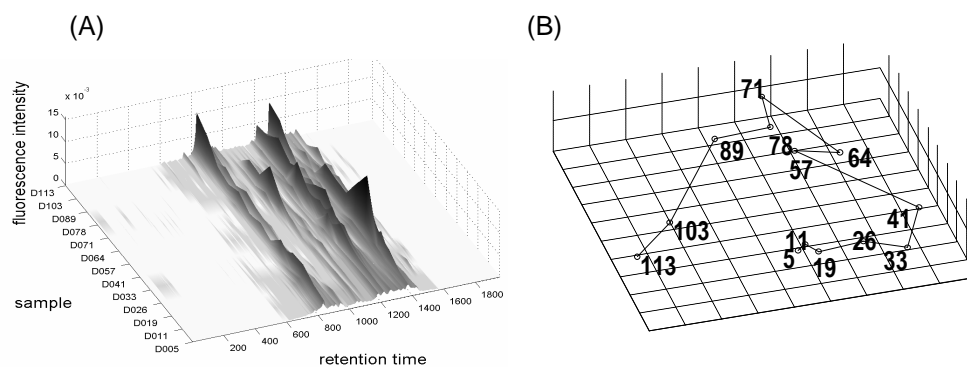 (A)
(B)
fluorescence intensity
x 10⁻³
15
10
5
0
D113
D103
D089
D078
D071
D064
D057
D041
D033
D026
D019
D011
D005
sample
200
400
600
800
1000
1200
1400
1600
1800
retention time
71
89
78
64
57
41
103
113
11
5
19
26
33